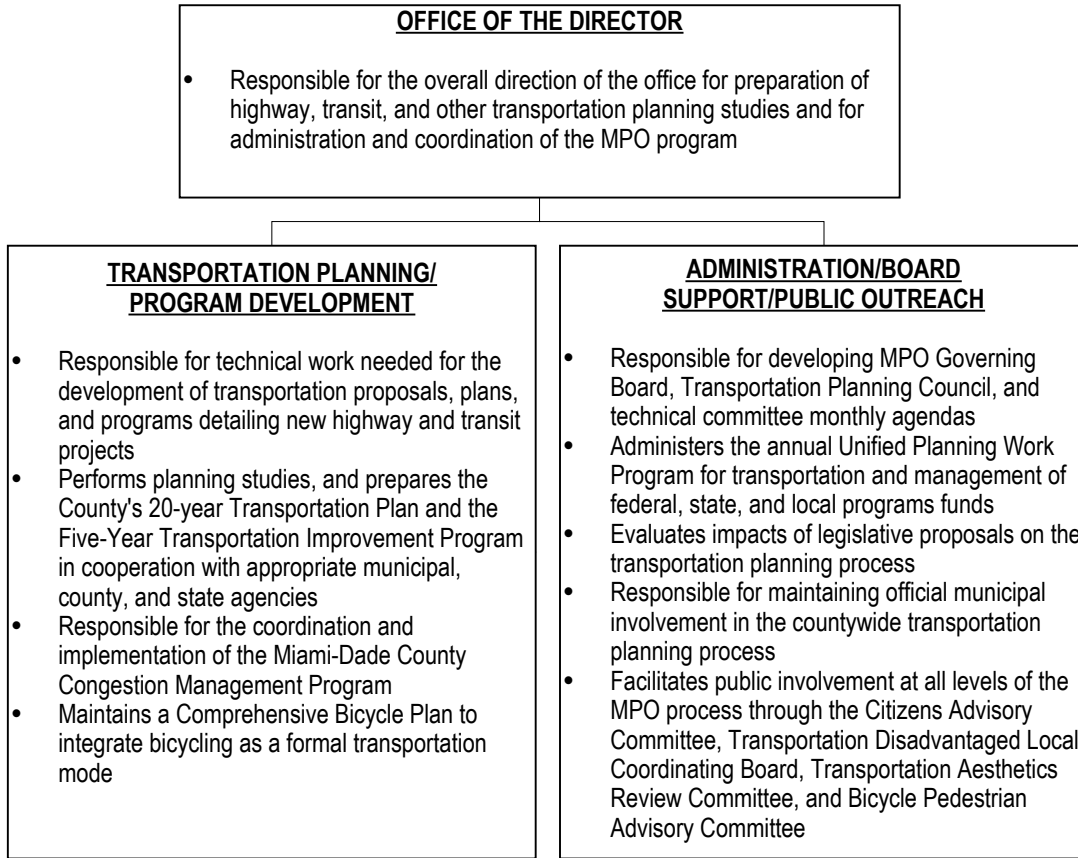 OFFICE OF THE DIRECTOR
• Responsible for the overall direction of the office for preparation of
highway, transit, and other transportation planning studies and for
administration and coordination of the MPO program
TRANSPORTATION PLANNING/
PROGRAM DEVELOPMENT
• Responsible for technical work needed for the
development of transportation proposals, plans,
and programs detailing new highway and transit
projects
• Performs planning studies, and prepares the
County's 20-year Transportation Plan and the
Five-Year Transportation Improvement Program
in cooperation with appropriate municipal,
county, and state agencies
• Responsible for the coordination and
implementation of the Miami-Dade County
Congestion Management Program
• Maintains a Comprehensive Bicycle Plan to
integrate bicycling as a formal transportation
mode
ADMINISTRATION/BOARD
SUPPORT/PUBLIC OUTREACH
• Responsible for developing MPO Governing
Board, Transportation Planning Council, and
technical committee monthly agendas
• Administers the annual Unified Planning Work
Program for transportation and management of
federal, state, and local programs funds
• Evaluates impacts of legislative proposals on the
transportation planning process
• Responsible for maintaining official municipal
involvement in the countywide transportation
planning process
• Facilitates public involvement at all levels of the
MPO process through the Citizens Advisory
Committee, Transportation Disadvantaged Local
Coordinating Board, Transportation Aesthetics
Review Committee, and Bicycle Pedestrian
Advisory Committee